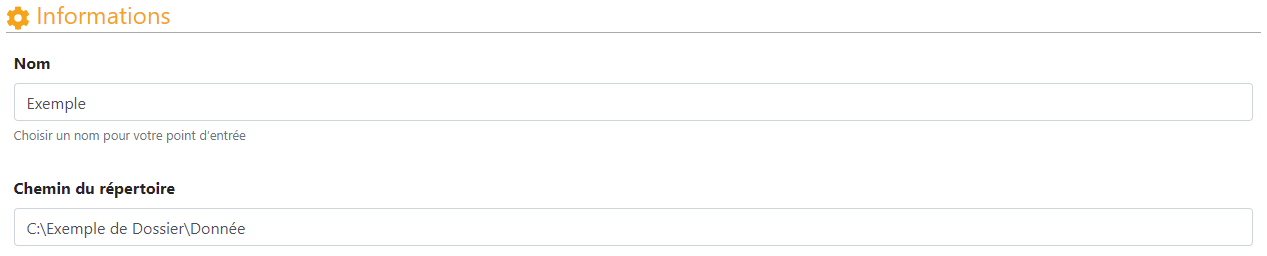 Informations
Nom
Exemple
Choisir un nom pour votre point d'entrée
Chemin du répertoire
C:\Exemple de Dossier\Donnée